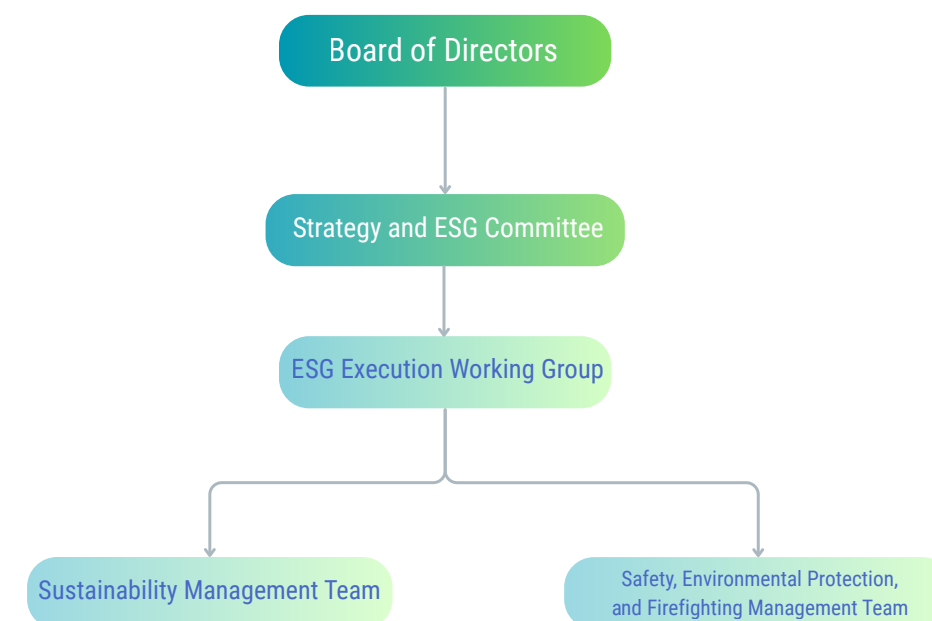 Board of Directors
Strategy and ESG Committee
ESG Execution Working Group
Sustainability Management Team
Safety, Environmental Protection,
and Firefighting Management Team